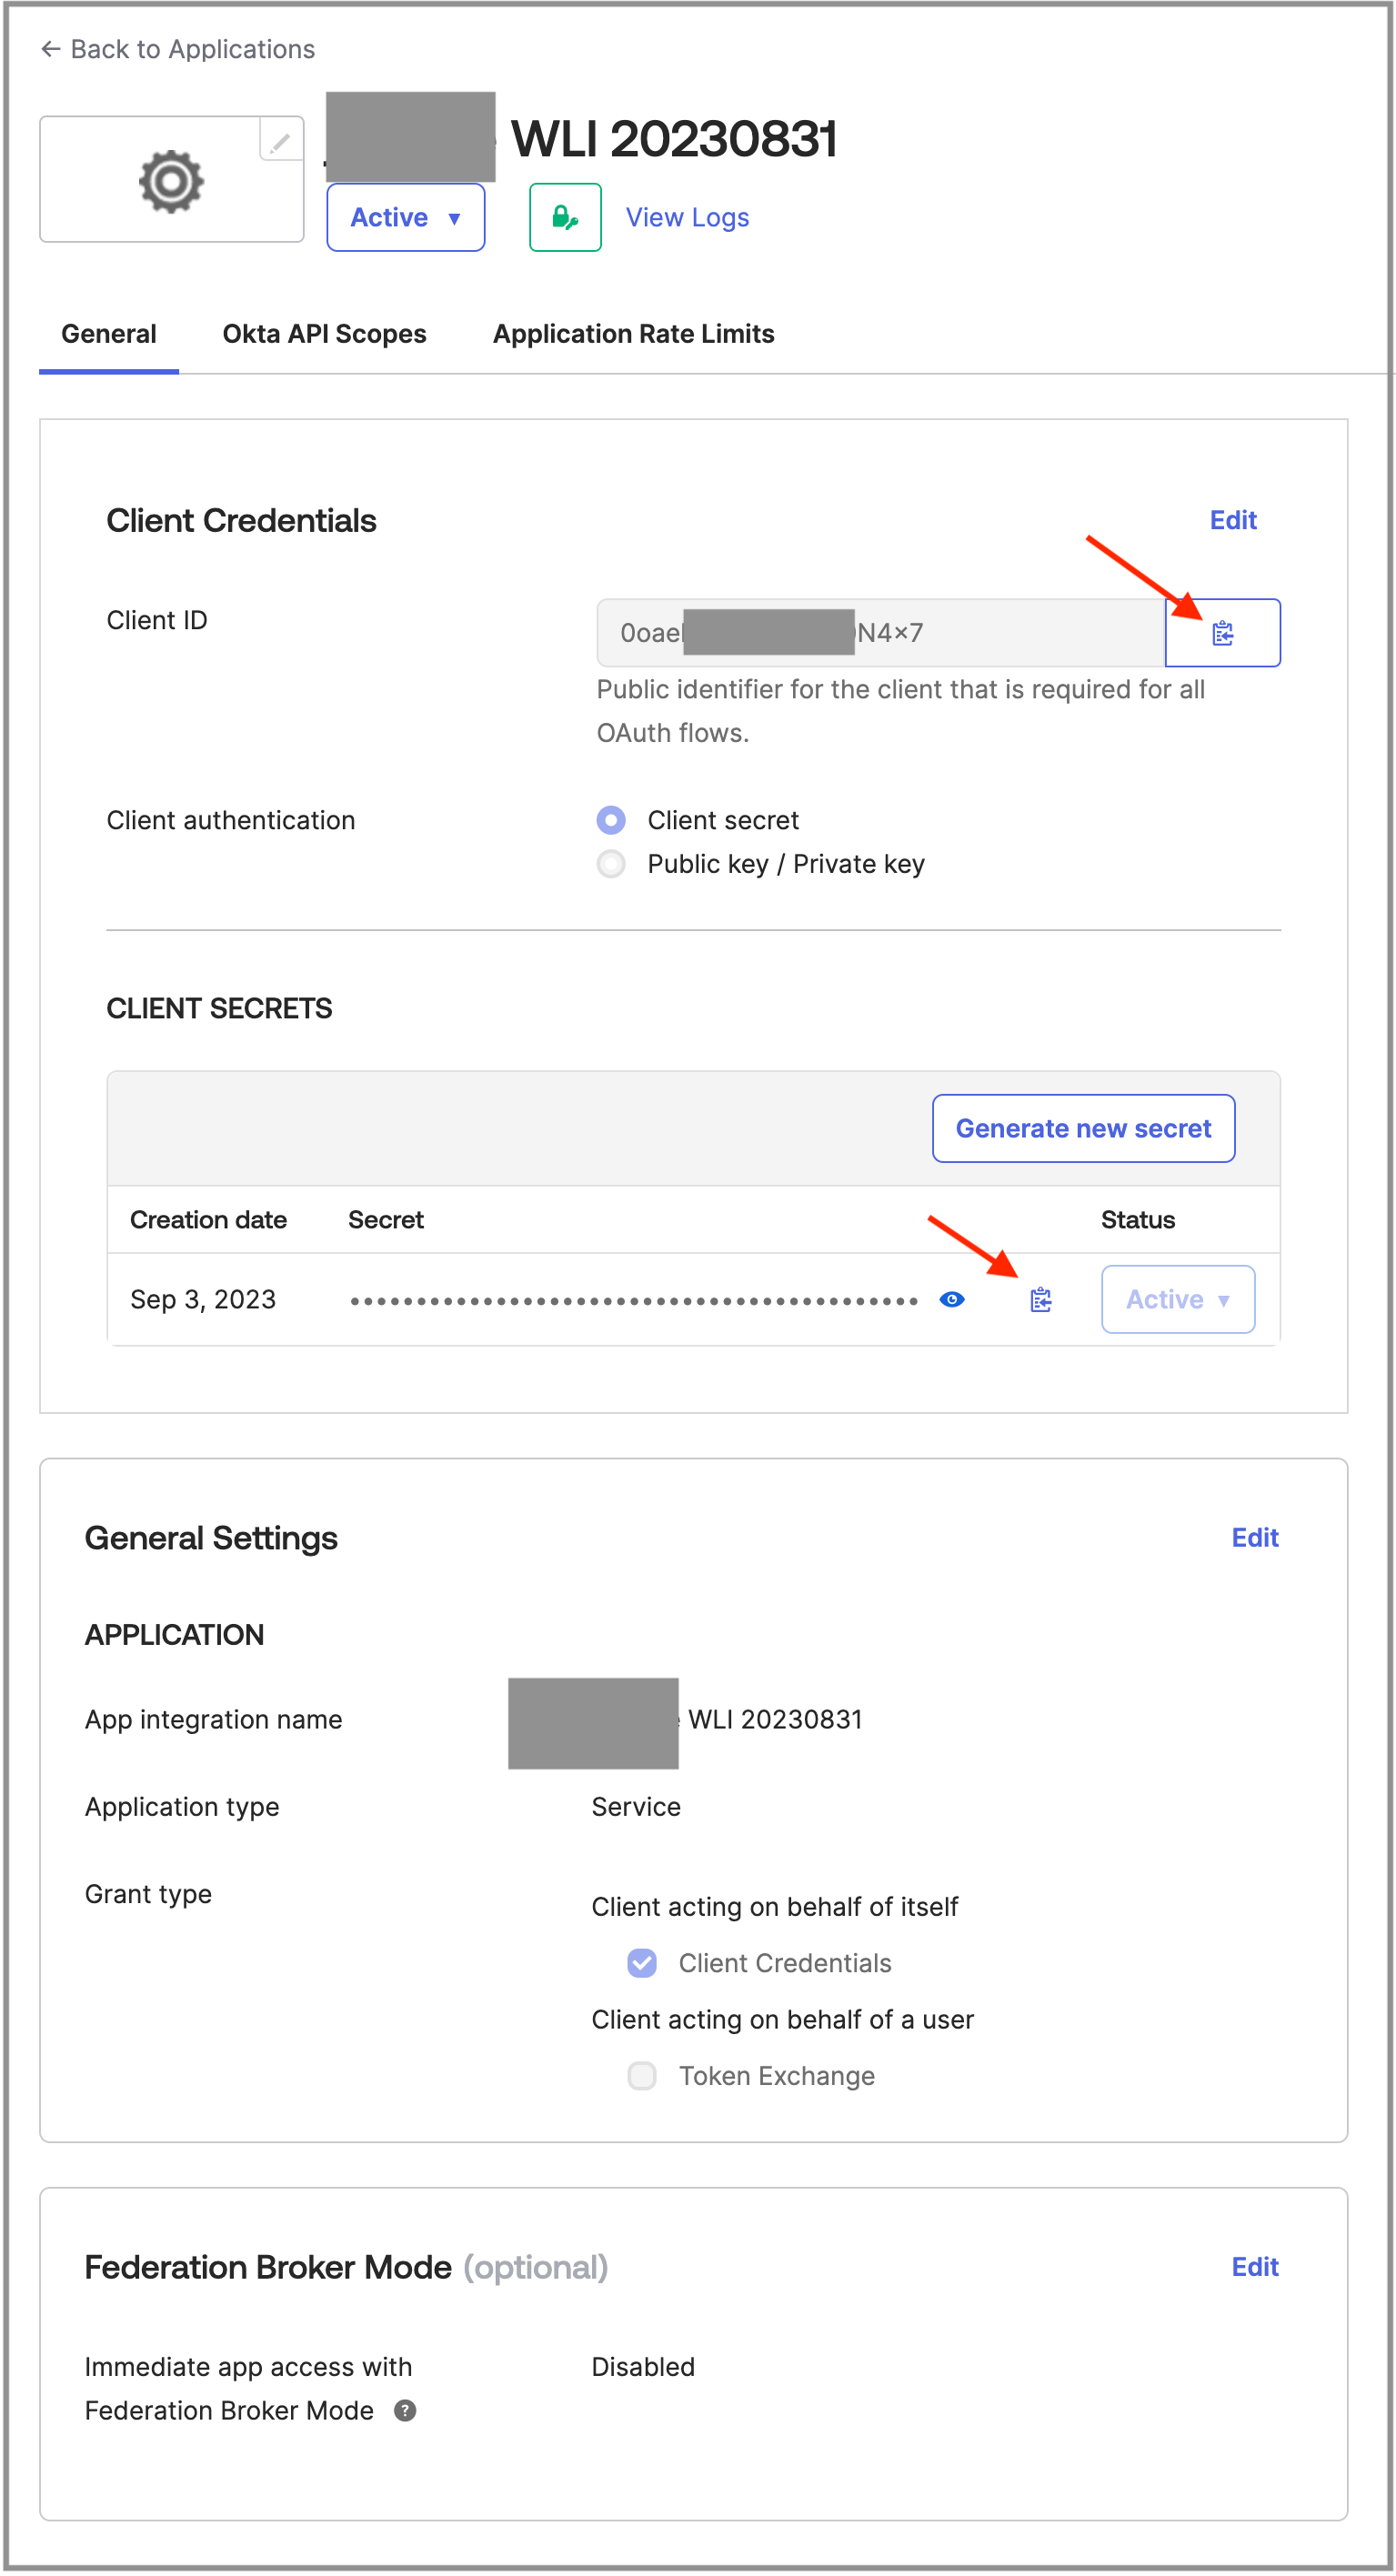 ← Back to Applications
WLI 20230831
Active ▼
View Logs
General Okta API Scopes Application Rate Limits
Client Credentials Edit
Client ID 0oae N4x7
Public identifier for the client that is required for all
OAuth flows.
Client authentication Client secret
Public key / Private key
CLIENT SECRETS
Generate new secret
Creation date Secret Status
Sep 3, 2023 Active ▼
General Settings Edit
APPLICATION
App integration name WLI 20230831
Application type Service
Grant type
Client acting on behalf of itself
Client Credentials
Client acting on behalf of a user
Token Exchange
Federation Broker Mode (optional) Edit
Immediate app access with Disabled
Federation Broker Mode ?